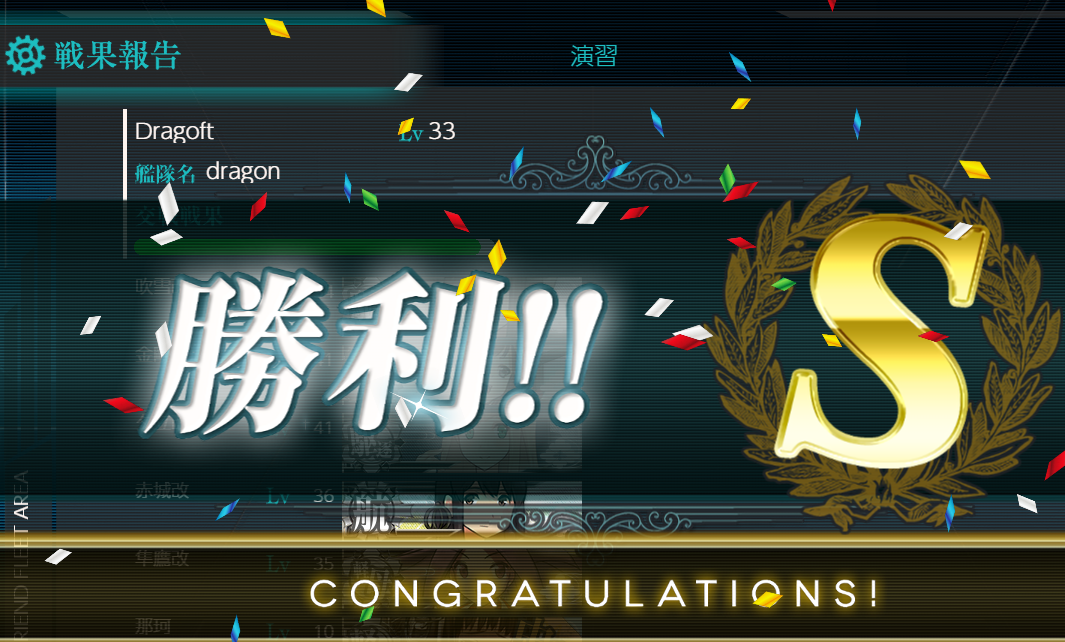 戦果報告
演習
Dragoft Lv 33
艦隊名 dragon
勝利!!
S
41
赤城改 Lv 36
航
隼鷹改 Lv 35
CONGRATULATIONS!
那珂 Lv 10
FRIEND FLEET AREA